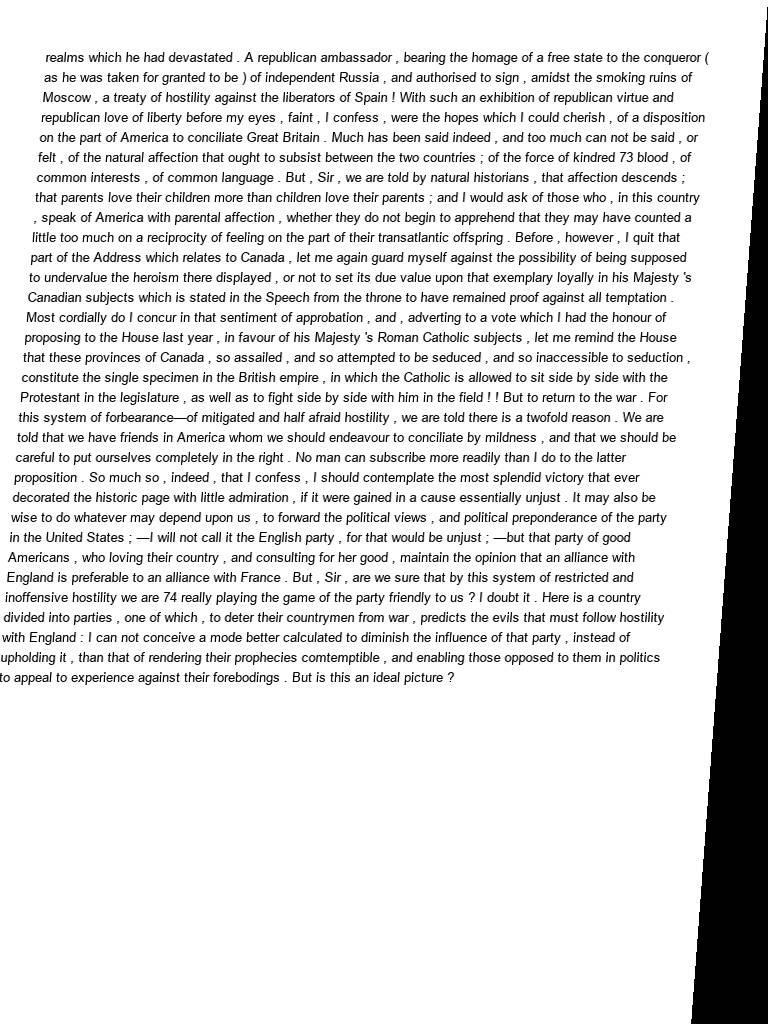 realms which he had devastated . A republican ambassador , bearing the homage of a free state to the conqueror (
as he was taken for granted to be ) of independent Russia , and authorised to sign , amidst the smoking ruins of
Moscow , a treaty of hostility against the liberators of Spain ! With such an exhibition of republican virtue and
republican love of liberty before my eyes , faint , I confess , were the hopes which I could cherish , of a disposition
on the part of America to conciliate Great Britain . Much has been said indeed , and too much can not be said , or
felt , of the natural affection that ought to subsist between the two countries ; of the force of kindred 73 blood , of
common interests , of common language . But , Sir , we are told by natural historians , that affection descends ;
that parents love their children more than children love their parents ; and I would ask of those who , in this country
, speak of America with parental affection , whether they do not begin to apprehend that they may have counted a
little too much on a reciprocity of feeling on the part of their transatlantic offspring . Before , however , I quit that
part of the Address which relates to Canada , let me again guard myself against the possibility of being supposed
to undervalue the heroism there displayed , or not to set its due value upon that exemplary loyally in his Majesty 's
Canadian subjects which is stated in the Speech from the throne to have remained proof against all temptation .
Most cordially do I concur in that sentiment of approbation , and , adverting to a vote which I had the honour of
proposing to the House last year , in favour of his Majesty 's Roman Catholic subjects , let me remind the House
that these provinces of Canada , so assailed , and so attempted to be seduced , and so inaccessible to seduction ,
constitute the single specimen in the British empire , in which the Catholic is allowed to sit side by side with the
Protestant in the legislature , as well as to fight side by side with him in the field ! ! But to return to the war . For
this system of forbearance—of mitigated and half afraid hostility , we are told there is a twofold reason . We are
told that we have friends in America whom we should endeavour to conciliate by mildness , and that we should be
careful to put ourselves completely in the right . No man can subscribe more readily than I do to the latter
proposition . So much so , indeed , that I confess , I should contemplate the most splendid victory that ever
decorated the historic page with little admiration , if it were gained in a cause essentially unjust . It may also be
wise to do whatever may depend upon us , to forward the political views , and political preponderance of the party
in the United States ; —I will not call it the English party , for that would be unjust ; —but that party of good
Americans , who loving their country , and consulting for her good , maintain the opinion that an alliance with
England is preferable to an alliance with France . But , Sir , are we sure that by this system of restricted and
inoffensive hostility we are 74 really playing the game of the party friendly to us ? I doubt it . Here is a country
divided into parties , one of which , to deter their countrymen from war , predicts the evils that must follow hostility
with England : I can not conceive a mode better calculated to diminish the influence of that party , instead of
upholding it , than that of rendering their prophecies comtemptible , and enabling those opposed to them in politics
to appeal to experience against their forebodings . But is this an ideal picture ?